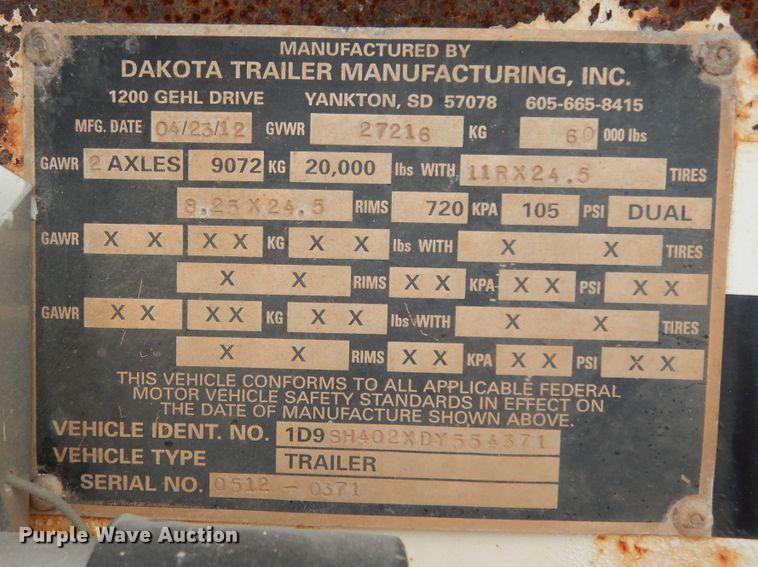 MANUFACTURED BY
DAKOTA TRAILER MANUFACTURING, INC.
1200 GEHL DRIVE YANKTON, SD 57078 605-665-8415
MFG. DATE 04/23/12 GVWR 27216 KG 60 000 lbs
GAWR 2 AXLES 9072 KG 20,000 lbs WITH 11RX24.5 TIRES
8.25X24.5 RIMS 720 KPA 105 PSI DUAL
GAWR X X X X KG X X lbs WITH X X TIRES
X X RIMS X X KPA X X PSI X X
GAWR X X X X KG X X lbs WITH X X TIRES
X X RIMS X X KPA X X PSI X X
THIS VEHICLE CONFORMS TO ALL APPLICABLE FEDERAL
MOTOR VEHICLE SAFETY STANDARDS IN EFFECT ON
THE DATE OF MANUFACTURE SHOWN ABOVE.
VEHICLE IDENT. NO. 1D9SH402XDY554371
VEHICLE TYPE TRAILER
SERIAL NO. 0512-0371
Purple Wave Auction